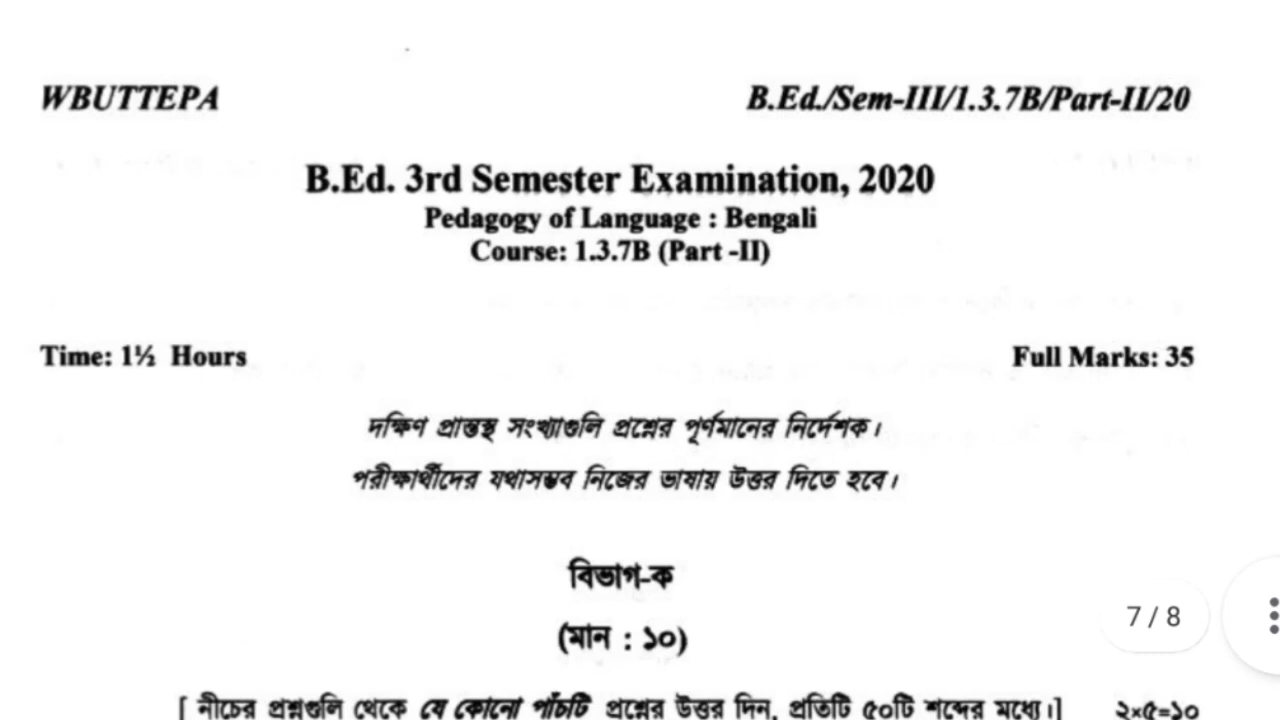 WBUTTEPA B.Ed./Sem-III/1.3.7B/Part-II/20
B.Ed. 3rd Semester Examination, 2020
Pedagogy of Language : Bengali
Course: 1.3.7B (Part -II)
Time: 1½ Hours Full Marks: 35
দক্ষিণ প্রান্তস্থ সংখ্যাগুলি প্রশ্নের পূর্ণমানের নির্দেশক।
পরীক্ষার্থীদের যথাসম্ভব নিজের ভাষায় উত্তর দিতে হবে।
বিভাগ-ক
(মান : ১০)
7 / 8
[ নীচের প্রশ্নগুলি থেকে যে কোনো পাঁচটি প্রশ্নের উত্তর দিন, প্রতিটি ৫০টি শব্দের মধ্যে।] ২×৫=১০